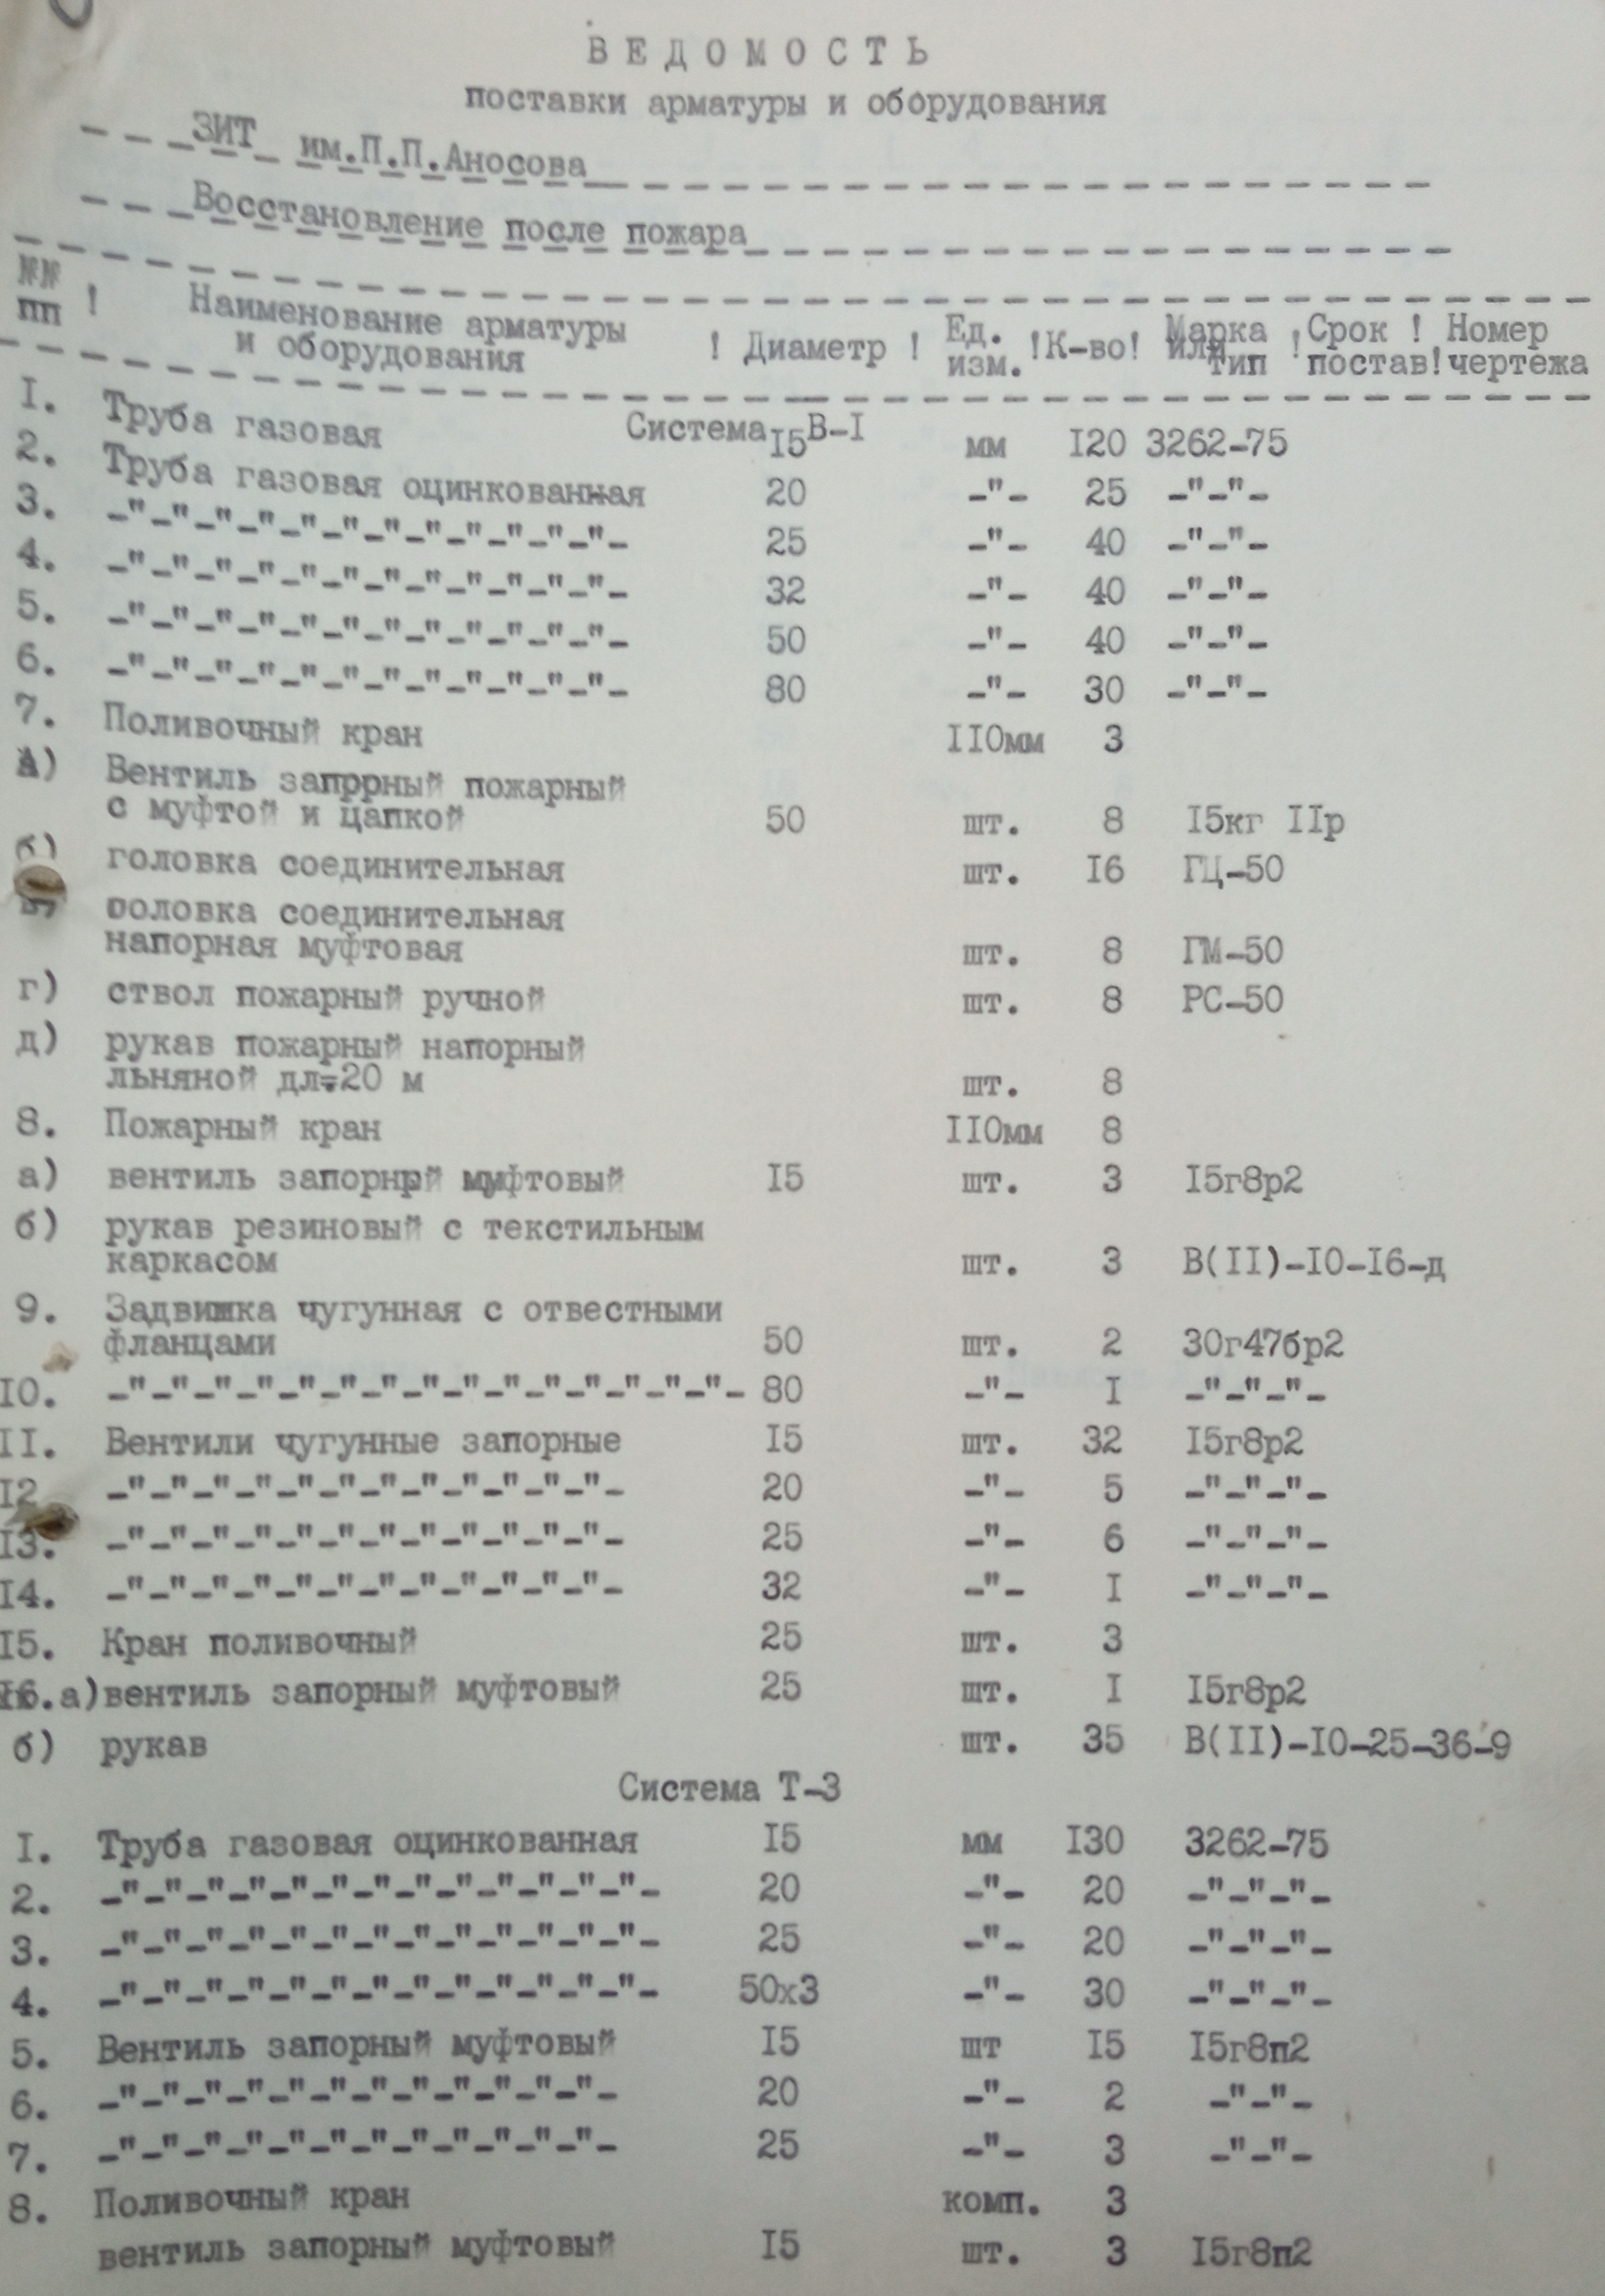 ВЕДОМОСТЬ
поставки арматуры и оборудования
ЗИТ им.П.П.Аносова
Восстановление после пожара
№№ пп ! Наименование арматуры и оборудования ! Диаметр ! Ед. изм. ! К-во! Марка или тип ! Срок постав ! Номер чертежа
Система В-I
I. Труба газовая I5 мм I20 3262-75
2. Труба газовая оцинкованная 20 -"- 25 -"-"-
3. -"-"-"-"-"-"-"-"-"-"-"-"- 25 -"- 40 -"-"-
4. -"-"-"-"-"-"-"-"-"-"-"-"- 32 -"- 40 -"-"-
5. -"-"-"-"-"-"-"-"-"-"-"-"- 50 -"- 40 -"-"-
6. -"-"-"-"-"-"-"-"-"-"-"-"- 80 -"- 30 -"-"-
7. Поливочный кран IIОмм 3
А) Вентиль запррный пожарный
с муфтой и цапкой 50 шт. 8 I5кг IIр
б) головка соединительная шт. I6 ГЦ-50
в) ооловка соединительная
напорная муфтовая шт. 8 ГМ-50
г) ствол пожарный ручной шт. 8 РС-50
д) рукав пожарный напорный
льняной дл=20 м шт. 8
8. Пожарный кран IIОмм 8
а) вентиль запорнрй муфтовый I5 шт. 3 I5г8р2
б) рукав резиновый с текстильным
каркасом шт. 3 В(II)-IO-I6-д
9. Задвижка чугунная с отвестными
фланцами 50 шт. 2 30г47бр2
IO. -"-"-"-"-"-"-"-"-"-"-"-"-"-"-"- 80 -"- I -"-"-"-
II. Вентили чугунные запорные I5 шт. 32 I5г8р2
I2 -"-"-"-"-"-"-"-"-"-"-"-"- 20 -"- 5 -"-"-"-
I3. -"-"-"-"-"-"-"-"-"-"-"-"- 25 -"- 6 -"-"-"-
I4. -"-"-"-"-"-"-"-"-"-"-"-"- 32 -"- I -"-"-"-
I5. Кран поливочный 25 шт. 3
I6.а)вентиль запорный муфтовый 25 шт. I I5г8р2
б) рукав шт. 35 В(II)-IO-25-36-9
Система Т-3
I. Труба газовая оцинкованная I5 мм I30 3262-75
2. -"-"-"-"-"-"-"-"-"-"-"-"-"- 20 -"- 20 -"-"-"-
3. -"-"-"-"-"-"-"-"-"-"-"-"-"- 25 -"- 20 -"-"-"-
4. -"-"-"-"-"-"-"-"-"-"-"-"-"- 50х3 -"- 30 -"-"-"-
5. Вентиль запорный муфтовый I5 шт I5 I5г8п2
6. -"-"-"-"-"-"-"-"-"-"-"-"- 20 -"- 2 -"-"-
7. -"-"-"-"-"-"-"-"-"-"-"-"- 25 -"- 3 -"-"-
8. Поливочный кран комп. 3
вентиль запорный муфтовый I5 шт. 3 I5г8п2